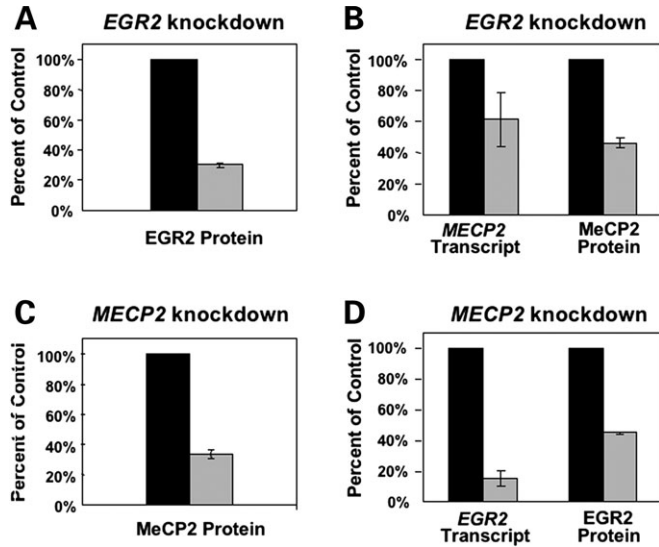 A
EGR2 knockdown
Percent of Control
100%
80%
60%
40%
20%
0%
EGR2 Protein
B
EGR2 knockdown
Percent of Control
100%
80%
60%
40%
20%
0%
MECP2
Transcript
MeCP2
Protein
C
MECP2 knockdown
Percent of Control
100%
80%
60%
40%
20%
0%
MeCP2 Protein
D
MECP2 knockdown
Percent of Control
100%
80%
60%
40%
20%
0%
EGR2
Transcript
EGR2
Protein